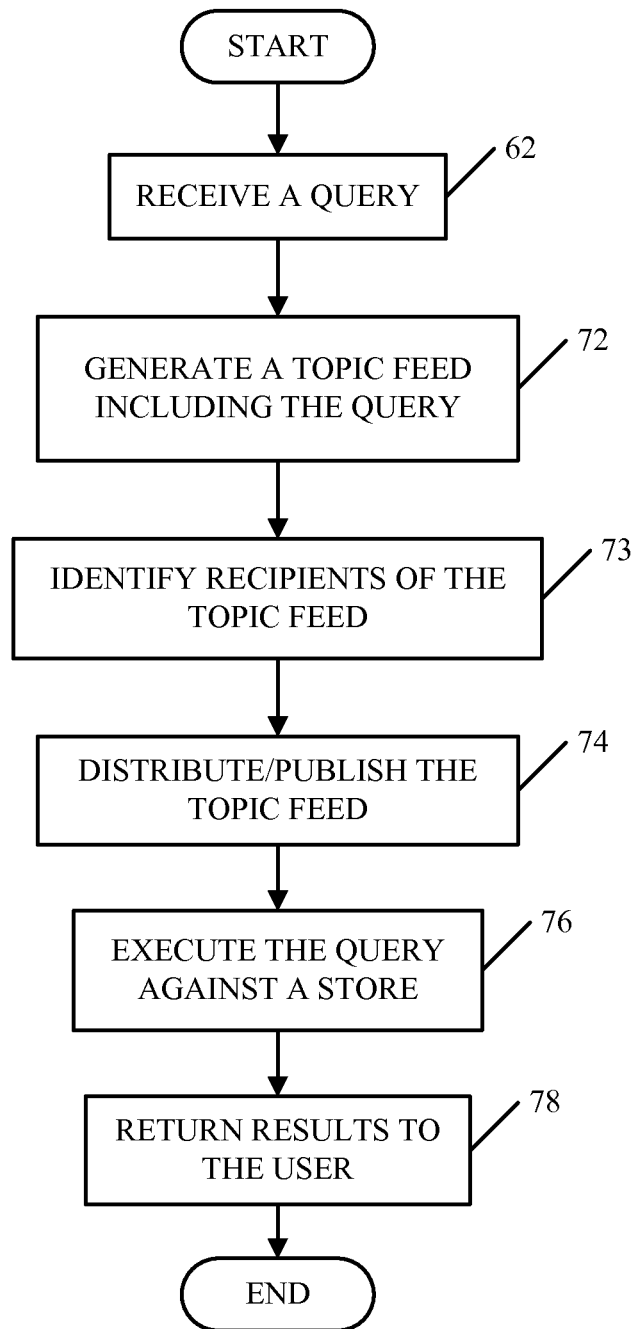 START
62
RECEIVE A QUERY
72
GENERATE A TOPIC FEED
INCLUDING THE QUERY
73
IDENTIFY RECIPIENTS OF THE
TOPIC FEED
74
DISTRIBUTE/PUBLISH THE
TOPIC FEED
76
EXECUTE THE QUERY
AGAINST A STORE
78
RETURN RESULTS TO
THE USER
END